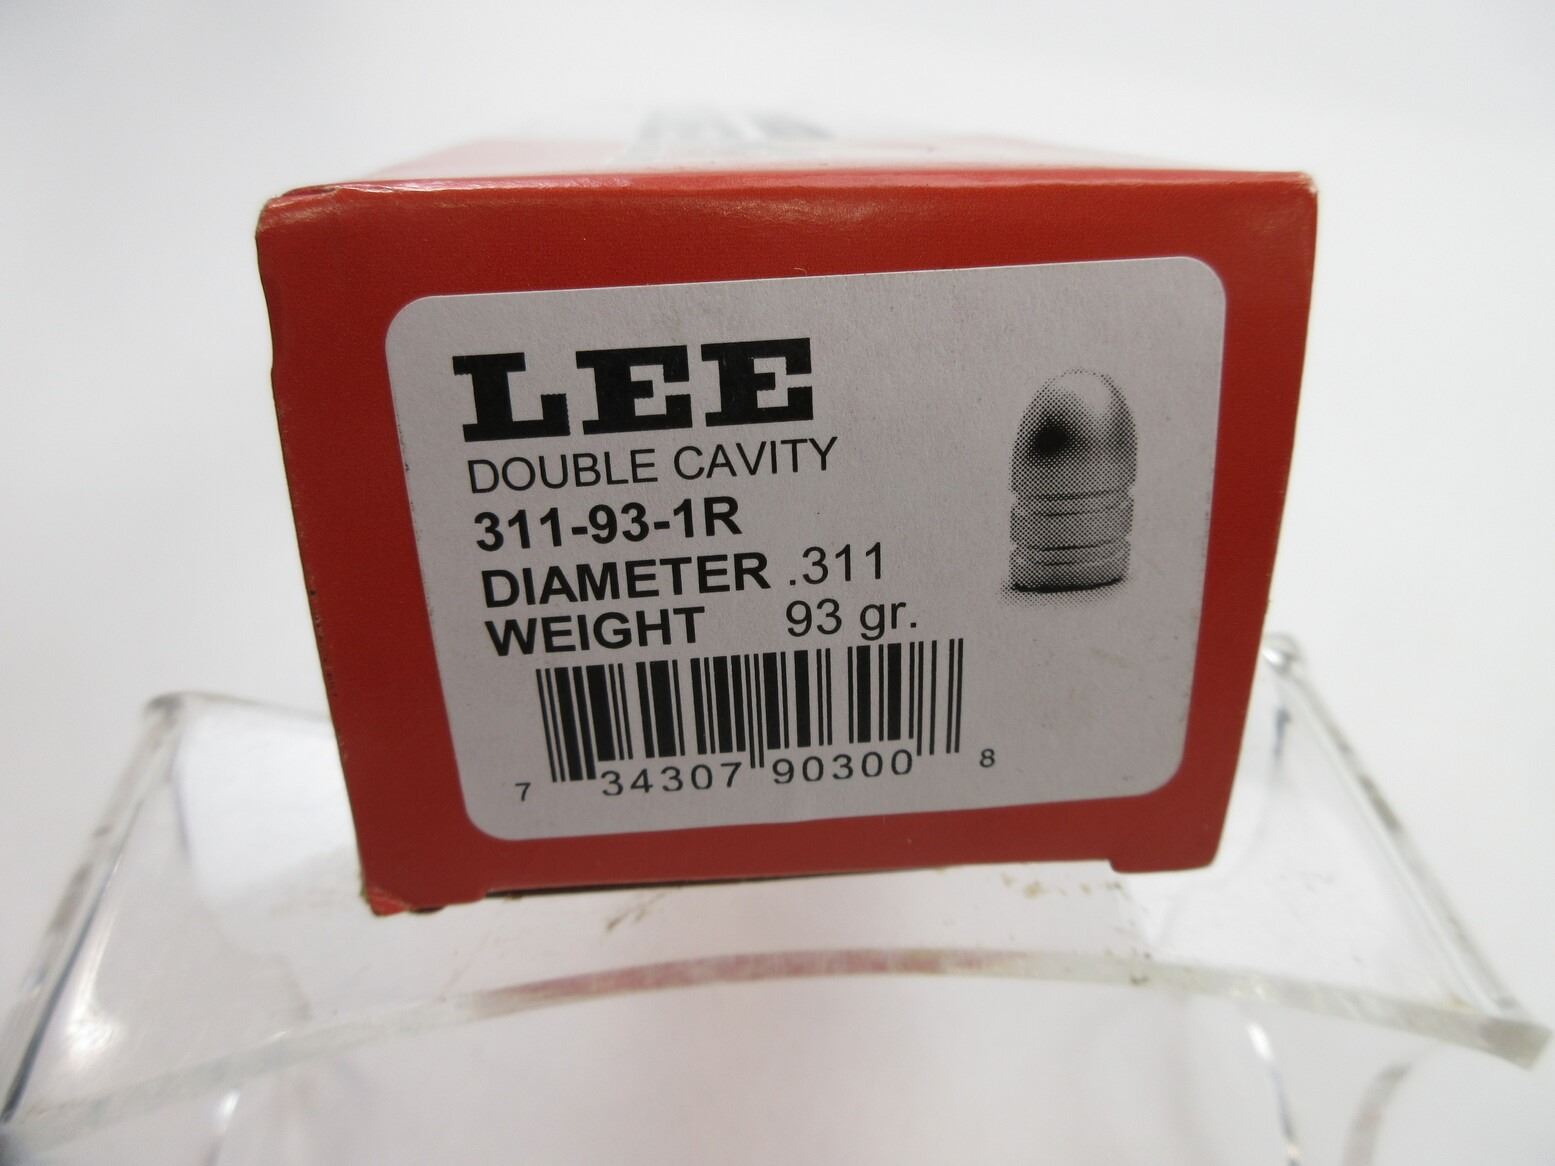 LEE
DOUBLE CAVITY
311-93-1R
DIAMETER .311
WEIGHT 93 gr.
7 34307 90300 8